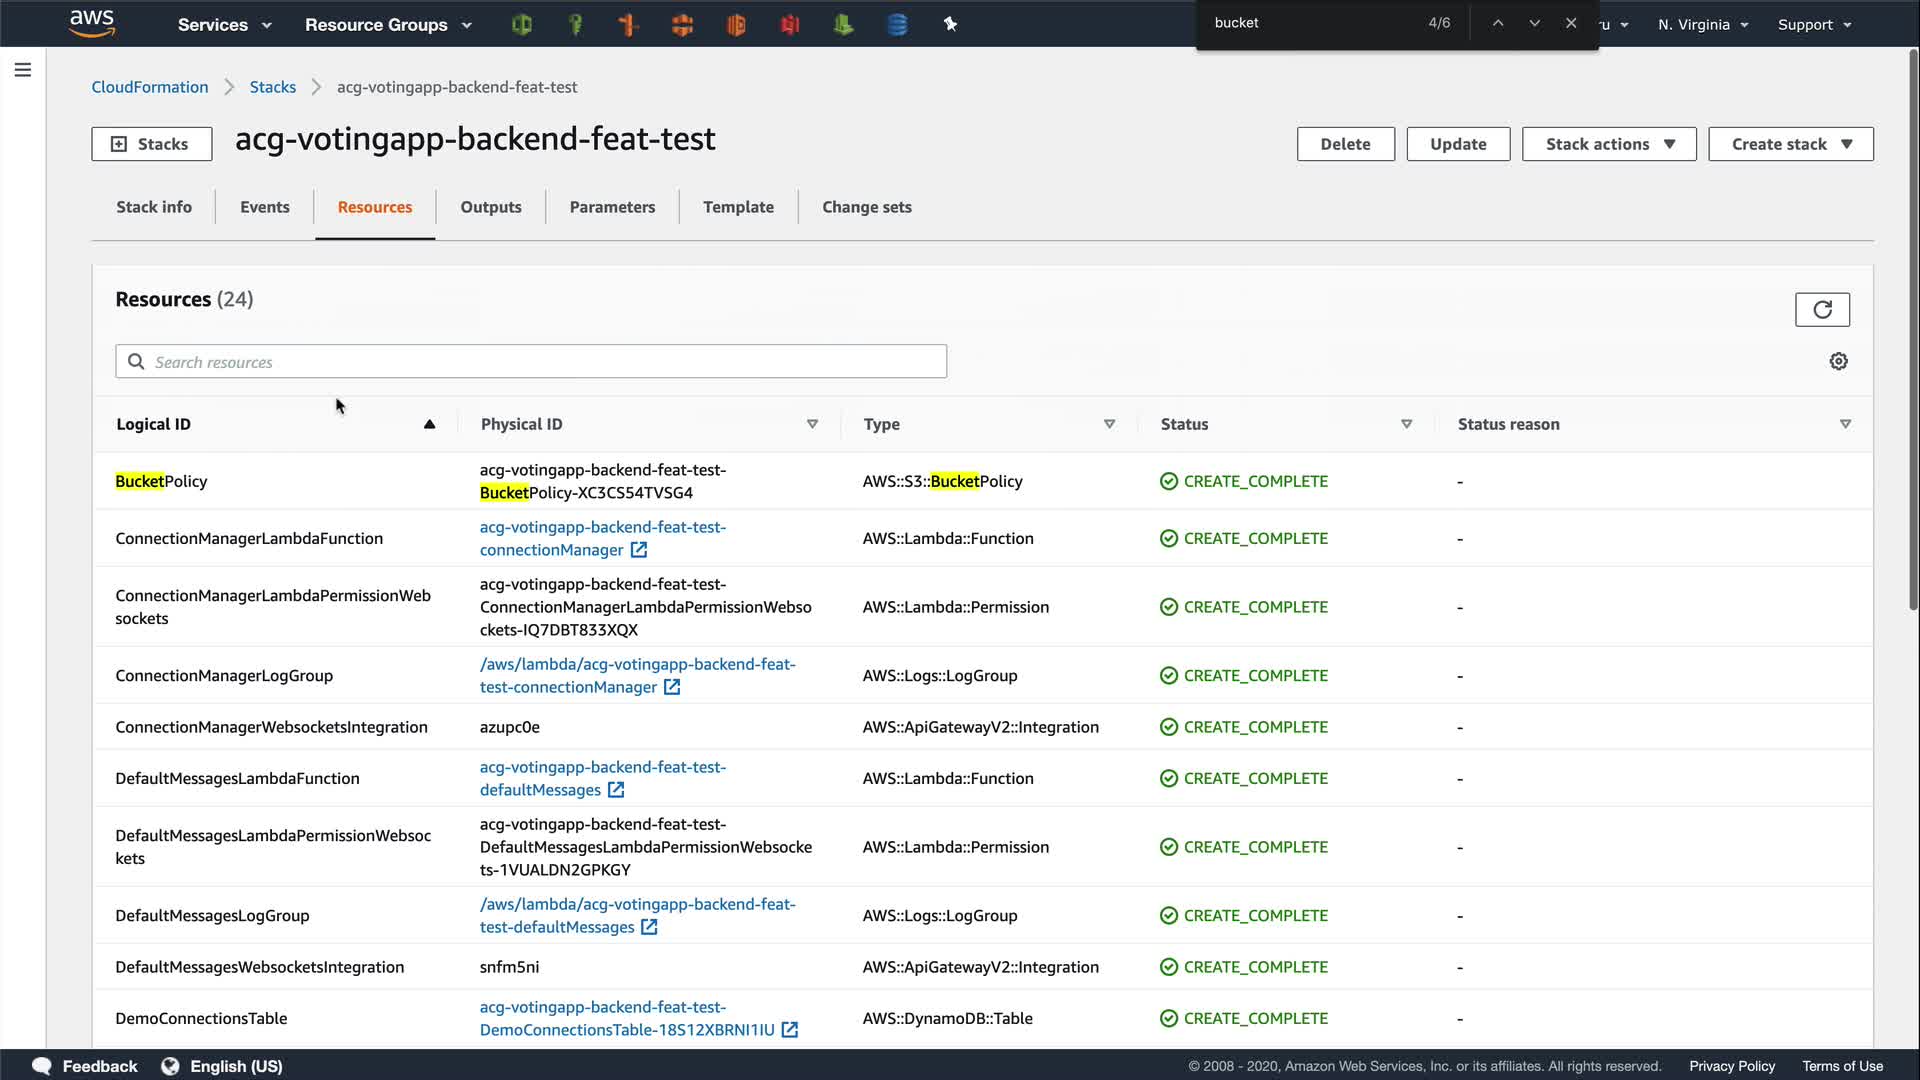 aws
Services
Resource Groups
bucket
4/6
ru
N. Virginia
Support
CloudFormation
Stacks
acg-votingapp-backend-feat-test
Stacks
acg-votingapp-backend-feat-test
Delete
Update
Stack actions
Create stack
Stack info
Events
Resources
Outputs
Parameters
Template
Change sets
Resources (24)
Search resources
Logical ID
Physical ID
Type
Status
Status reason
BucketPolicy
acg-votingapp-backend-feat-test-
BucketPolicy-XC3CS54TVSG4
AWS::S3::BucketPolicy
CREATE_COMPLETE
-
ConnectionManagerLambdaFunction
acg-votingapp-backend-feat-test-
connectionManager
AWS::Lambda::Function
CREATE_COMPLETE
-
ConnectionManagerLambdaPermissionWeb
sockets
acg-votingapp-backend-feat-test-
ConnectionManagerLambdaPermissionWebso
ckets-IQ7DBT833XQX
AWS::Lambda::Permission
CREATE_COMPLETE
-
ConnectionManagerLogGroup
/aws/lambda/acg-votingapp-backend-feat-
test-connectionManager
AWS::Logs::LogGroup
CREATE_COMPLETE
-
ConnectionManagerWebsocketsIntegration
azupc0e
AWS::ApiGatewayV2::Integration
CREATE_COMPLETE
-
DefaultMessagesLambdaFunction
acg-votingapp-backend-feat-test-
defaultMessages
AWS::Lambda::Function
CREATE_COMPLETE
-
DefaultMessagesLambdaPermissionWebsoc
kets
acg-votingapp-backend-feat-test-
DefaultMessagesLambdaPermissionWebsocke
ts-1VUALDN2GPKGY
AWS::Lambda::Permission
CREATE_COMPLETE
-
DefaultMessagesLogGroup
/aws/lambda/acg-votingapp-backend-feat-
test-defaultMessages
AWS::Logs::LogGroup
CREATE_COMPLETE
-
DefaultMessagesWebsocketsIntegration
snfm5ni
AWS::ApiGatewayV2::Integration
CREATE_COMPLETE
-
DemoConnectionsTable
acg-votingapp-backend-feat-test-
DemoConnectionsTable-18S12XBRNI1IU
AWS::DynamoDB::Table
CREATE_COMPLETE
-
Feedback
English (US)
© 2008 - 2020, Amazon Web Services, Inc. or its affiliates. All rights reserved.
Privacy Policy
Terms of Use